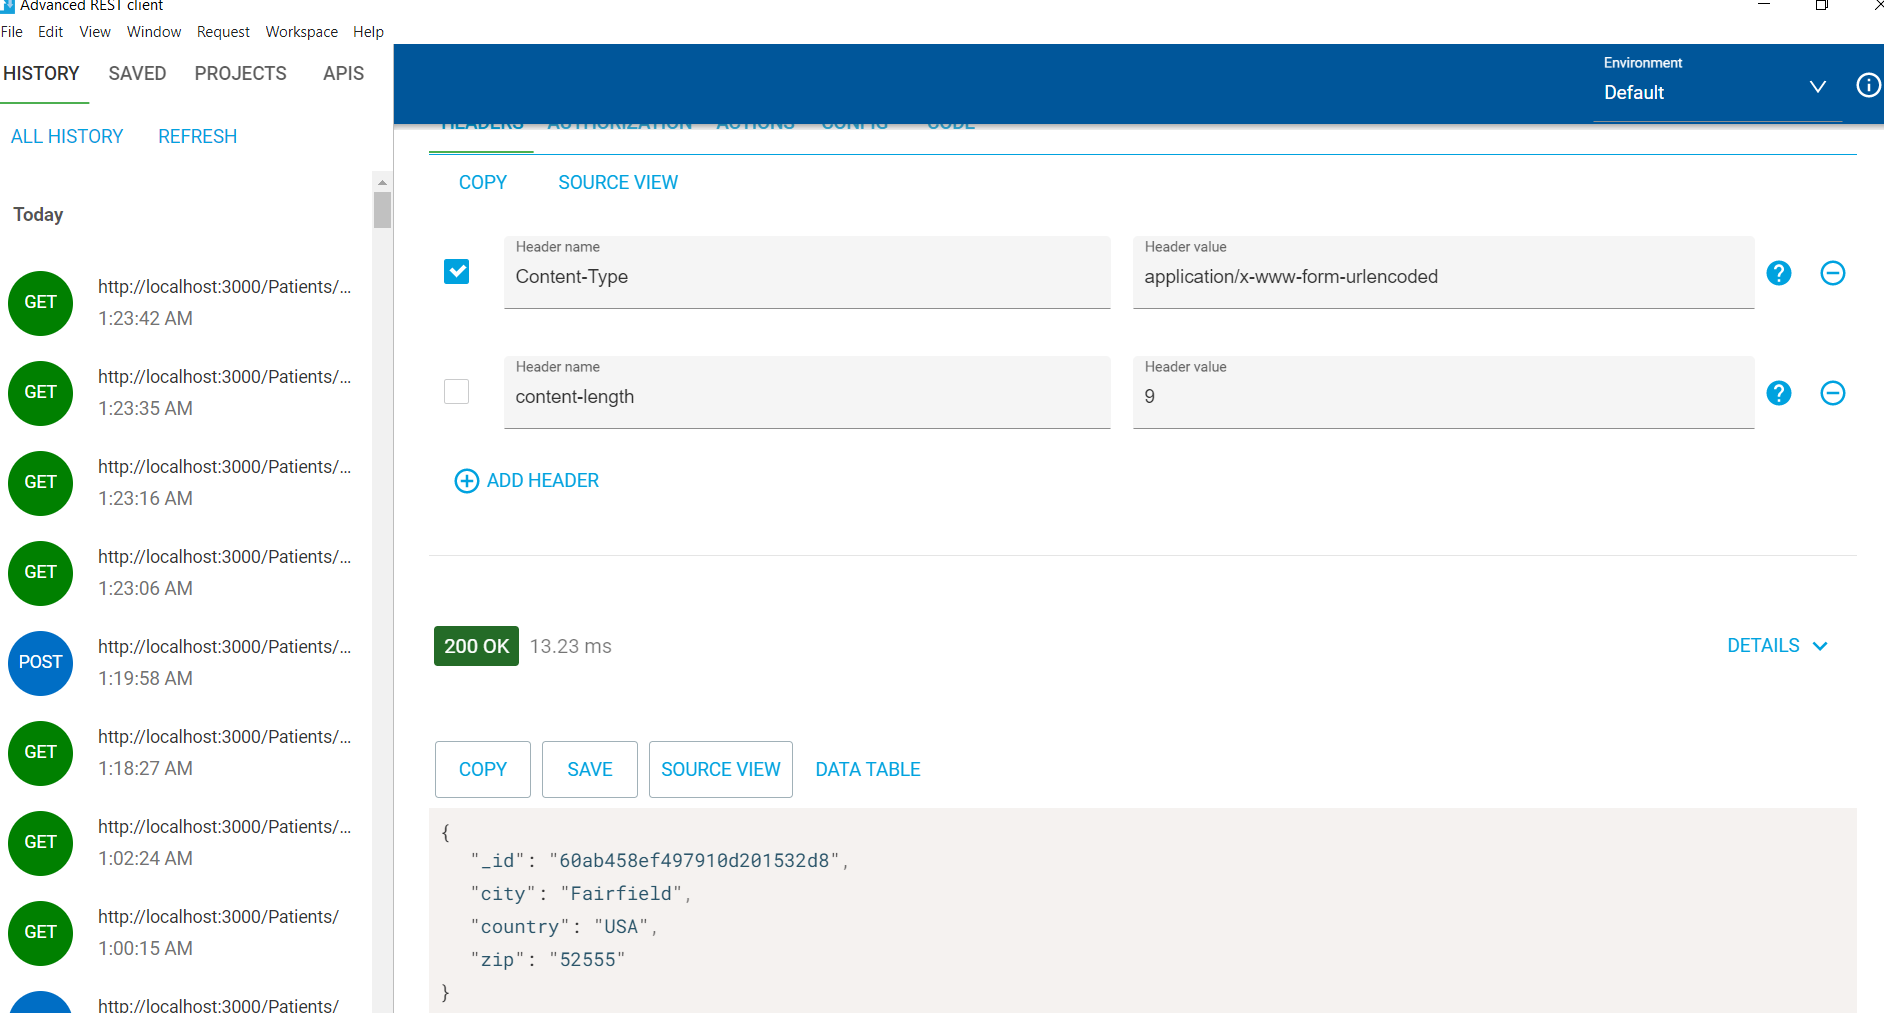 Advanced REST client
File Edit View Window Request Workspace Help
HISTORY SAVED PROJECTS APIS
ALL HISTORY REFRESH
Today
GET http://localhost:3000/Patients/...
1:23:42 AM
GET http://localhost:3000/Patients/...
1:23:35 AM
GET http://localhost:3000/Patients/...
1:23:16 AM
GET http://localhost:3000/Patients/...
1:23:06 AM
POST http://localhost:3000/Patients/...
1:19:58 AM
GET http://localhost:3000/Patients/...
1:18:27 AM
GET http://localhost:3000/Patients/...
1:02:24 AM
GET http://localhost:3000/Patients/
1:00:15 AM
http://localhost:3000/Patients/
Environment
Default
HEADERS AUTHORIZATION ACTIONS CONFIG CODE
COPY SOURCE VIEW
Header name Header value
Content-Type application/x-www-form-urlencoded
Header name Header value
content-length 9
ADD HEADER
200 OK 13.23 ms DETAILS
COPY SAVE SOURCE VIEW DATA TABLE
{
"_id": "60ab458ef497910d201532d8",
"city": "Fairfield",
"country": "USA",
"zip": "52555"
}